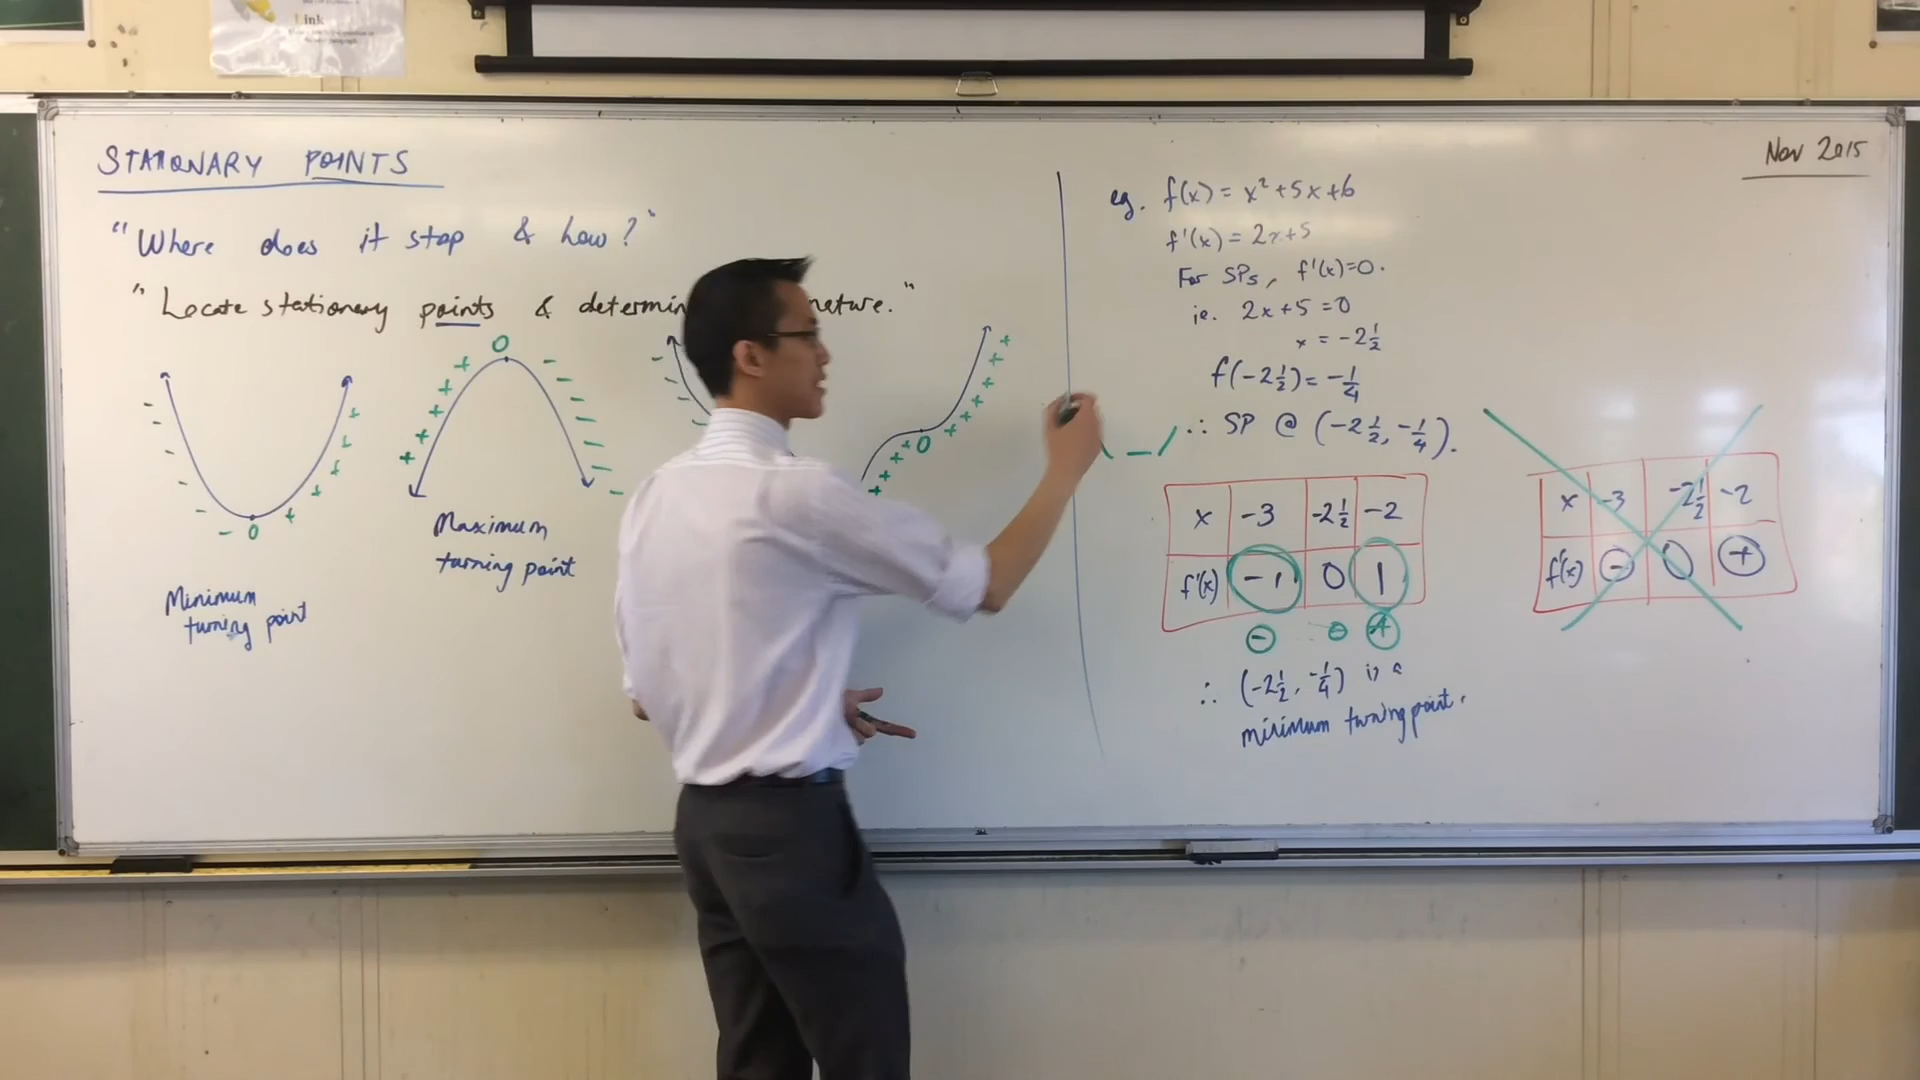 Link
STATIONARY POINTS
"Where does it stop & how?"
"Locate stationary points & determin nature."
- - - - - 0 + + + + +
Minimum
turning point
+ + + + + 0 - - - - - - -
Maximum
turning point
- -
+ + + + 0 + + + + + + +
Nov 2015
eg. f(x) = x² + 5x + 6
f'(x) = 2x + 5
For SPs, f'(x) = 0.
ie. 2x + 5 = 0
x = -2½
f(-2½) = -¼
∴ SP @ (-2½, -¼).
x -3 -2½ -2
f'(x) -1 0 1
- 0 +
∴ (-2½, -¼) is a
minimum turning point.
x -3 -2½ -2
f'(x) - 0 +